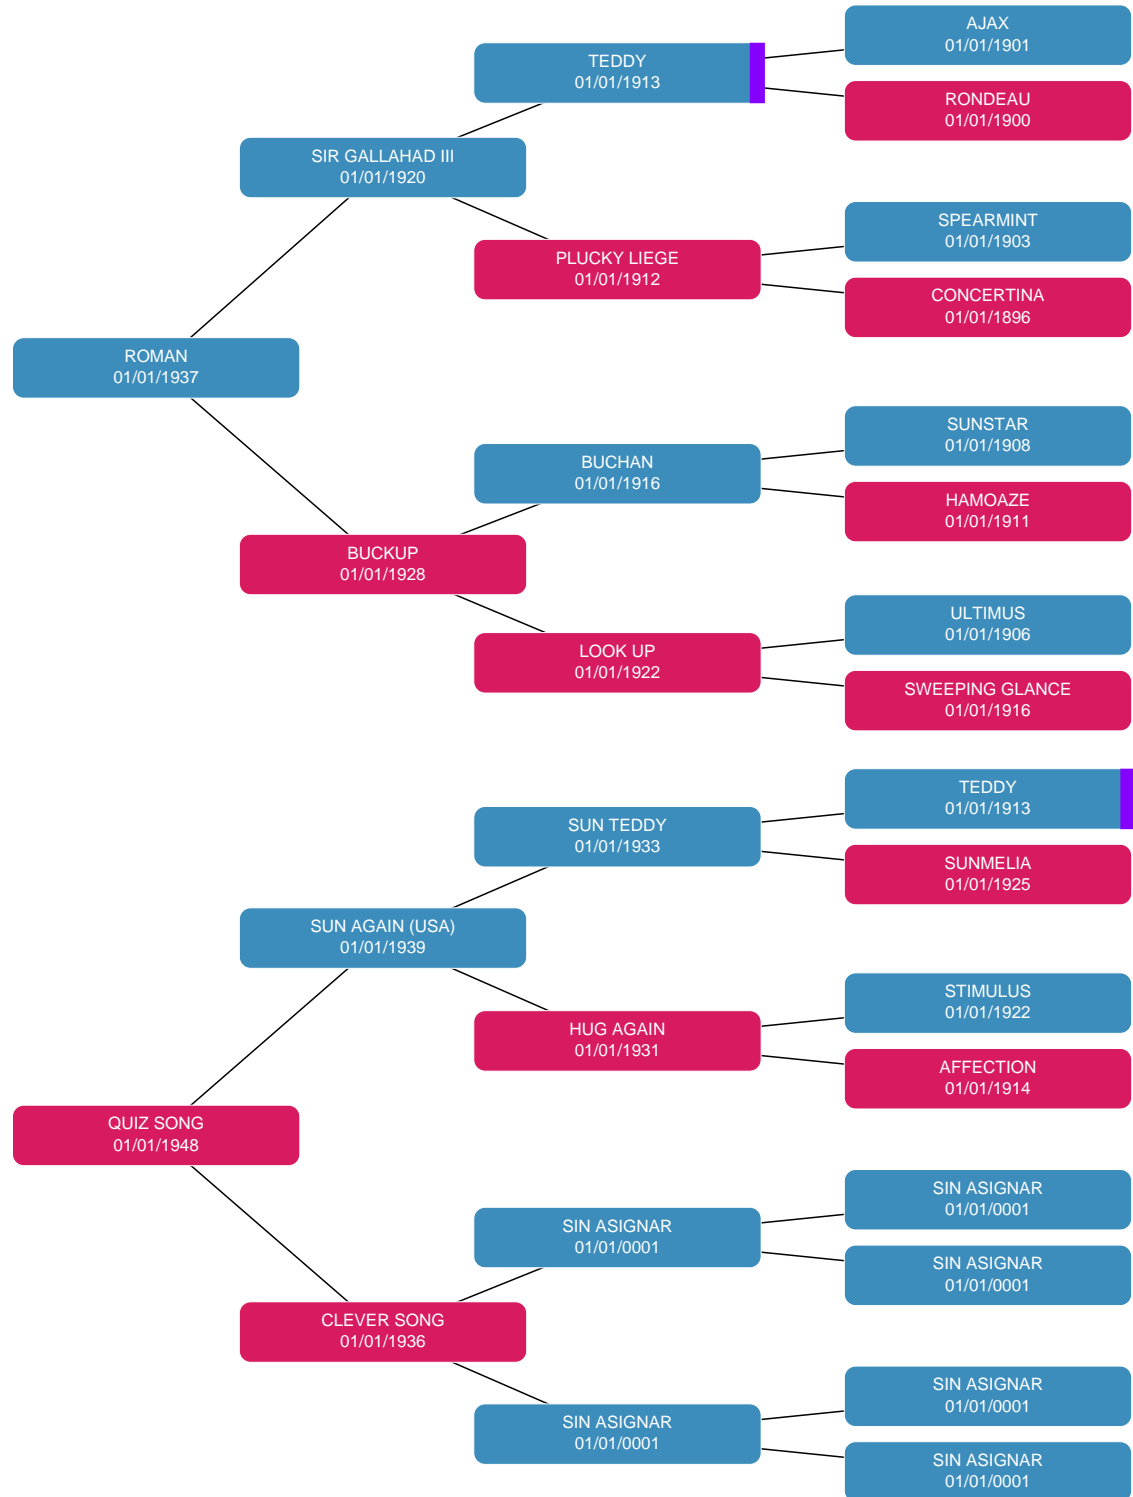 AJAX
01/01/1901
TEDDY
01/01/1913
RONDEAU
01/01/1900
SIR GALLAHAD III
01/01/1920
SPEARMINT
01/01/1903
PLUCKY LIEGE
01/01/1912
CONCERTINA
01/01/1896
ROMAN
01/01/1937
SUNSTAR
01/01/1908
BUCHAN
01/01/1916
HAMOAZE
01/01/1911
BUCKUP
01/01/1928
ULTIMUS
01/01/1906
LOOK UP
01/01/1922
SWEEPING GLANCE
01/01/1916
TEDDY
01/01/1913
SUN TEDDY
01/01/1933
SUNMELIA
01/01/1925
SUN AGAIN (USA)
01/01/1939
STIMULUS
01/01/1922
HUG AGAIN
01/01/1931
AFFECTION
01/01/1914
QUIZ SONG
01/01/1948
SIN ASIGNAR
01/01/0001
SIN ASIGNAR
01/01/0001
SIN ASIGNAR
01/01/0001
CLEVER SONG
01/01/1936
SIN ASIGNAR
01/01/0001
SIN ASIGNAR
01/01/0001
SIN ASIGNAR
01/01/0001